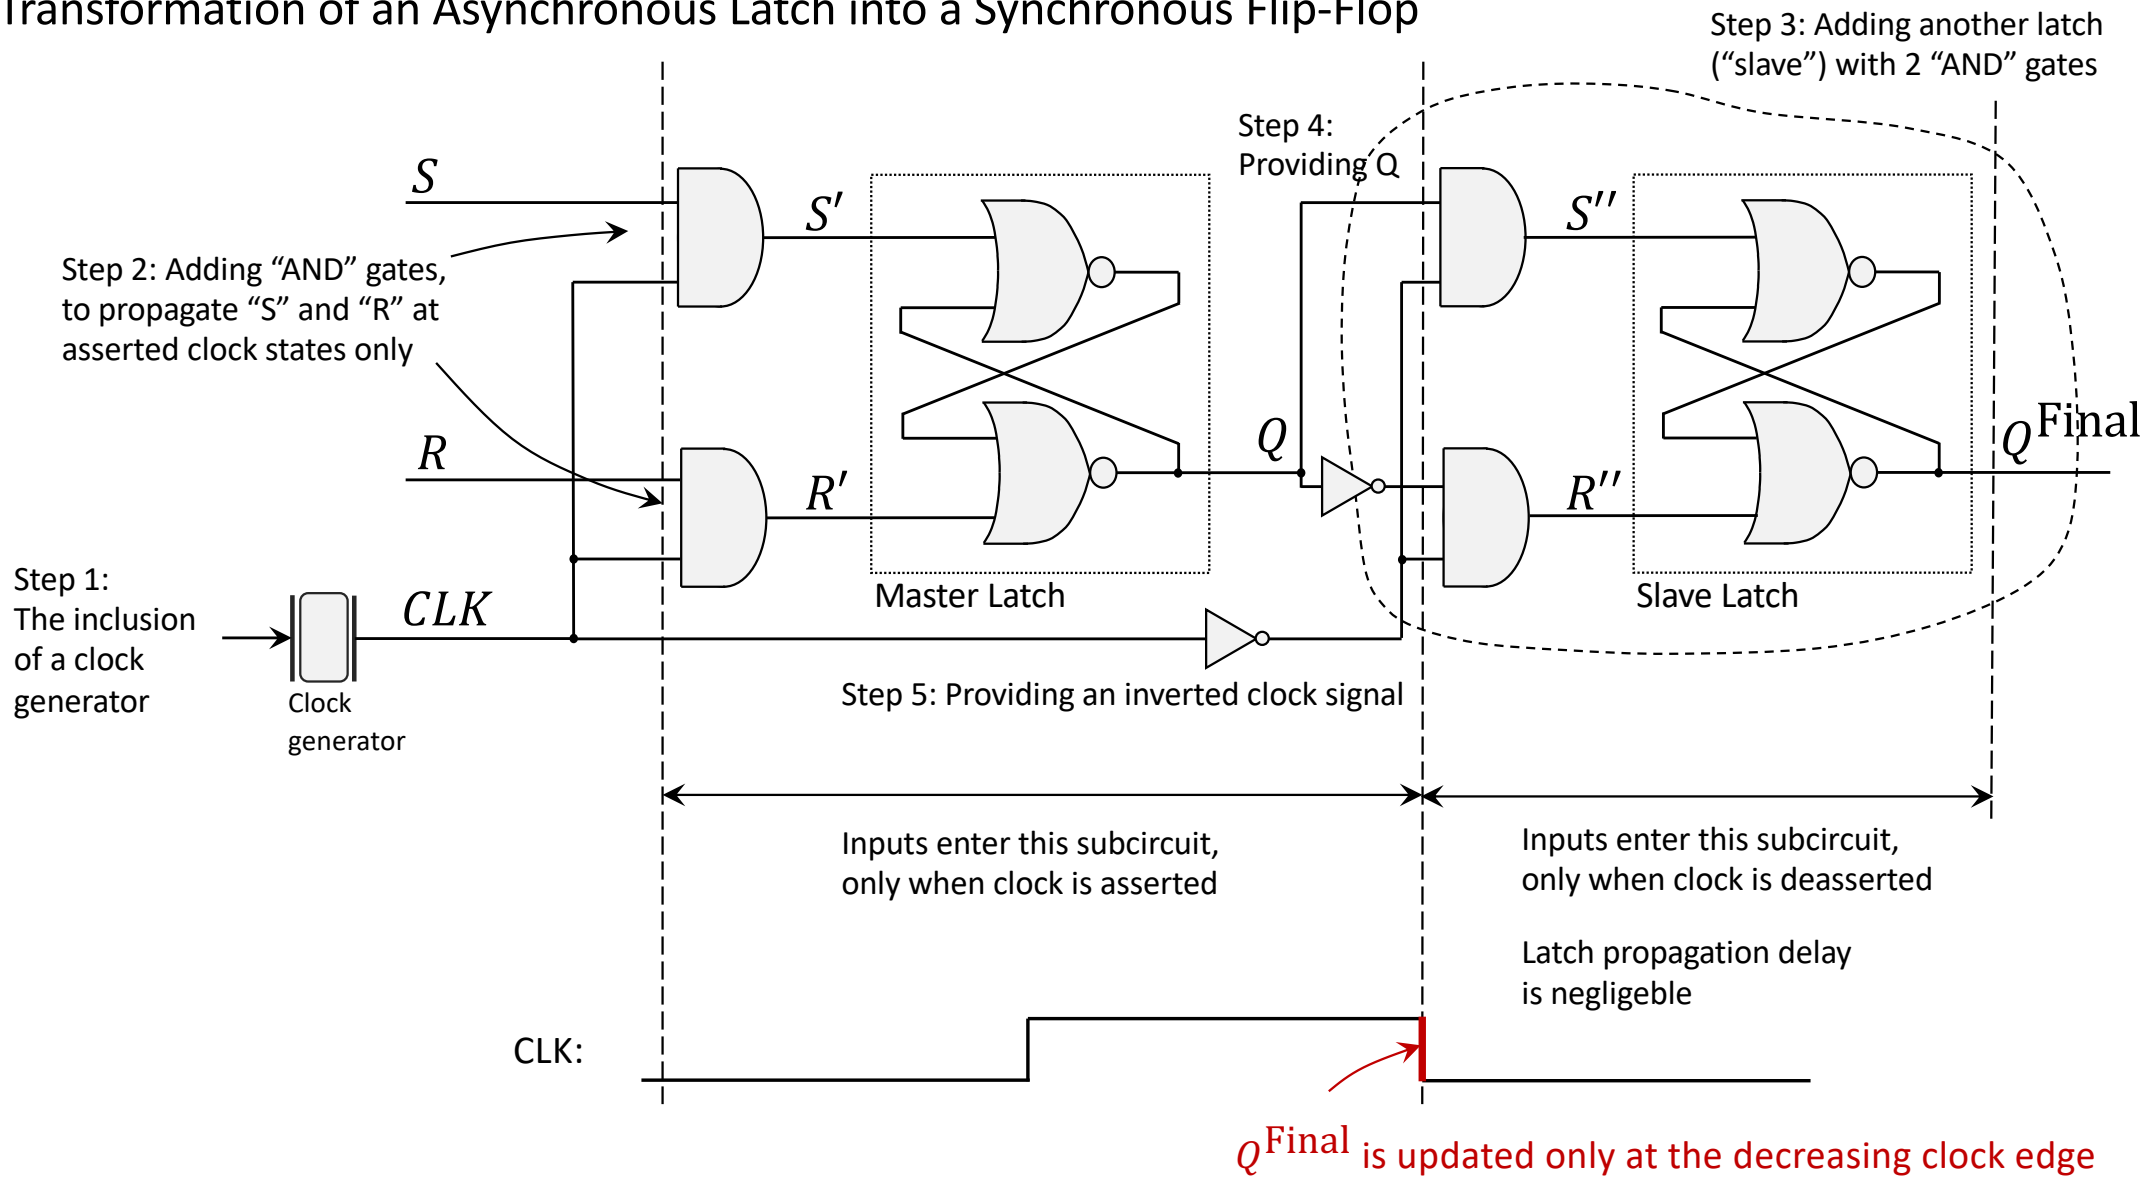 Transformation of an Asynchronous Latch into a Synchronous Flip-Flop
Step 3: Adding another latch
(“slave”) with 2 “AND” gates
Step 4:
Providing Q
S
S′
S′′
Step 2: Adding “AND” gates,
to propagate “S” and “R” at
asserted clock states only
R
R′
Q
R′′
Q^Final
Step 1:
The inclusion
of a clock
generator
CLK
Clock
generator
Master Latch
Slave Latch
Step 5: Providing an inverted clock signal
Inputs enter this subcircuit,
only when clock is asserted
Inputs enter this subcircuit,
only when clock is deasserted
Latch propagation delay
is negligeble
CLK:
Q^Final is updated only at the decreasing clock edge